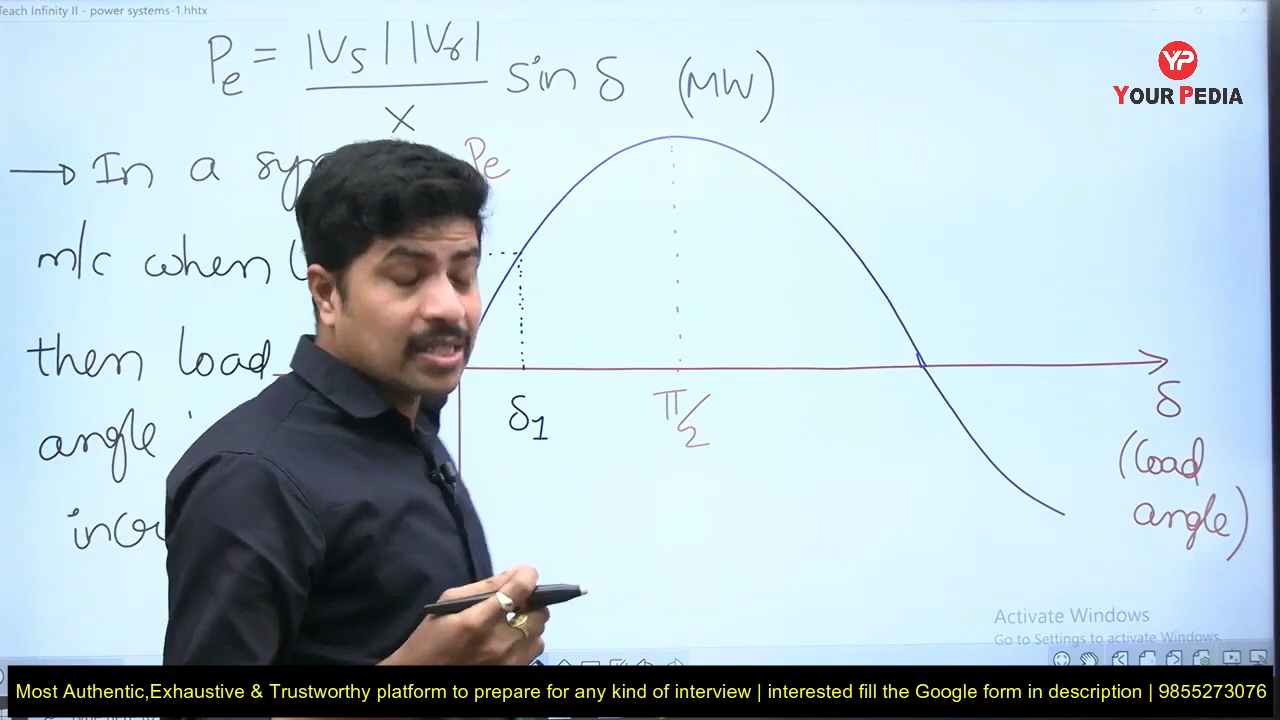 Teach Infinity II - power systems-1.hhtx
Pe = |Vs| |Vr| / X sin δ (MW)
YP
YOUR PEDIA
→ In a
Pe
m/c when
then load
angle
δ1
π/2
δ
(load
angle)
Activate Windows
Go to Settings to activate Windows.
Most Authentic,Exhaustive & Trustworthy platform to prepare for any kind of interview | interested fill the Google form in description | 9855273076